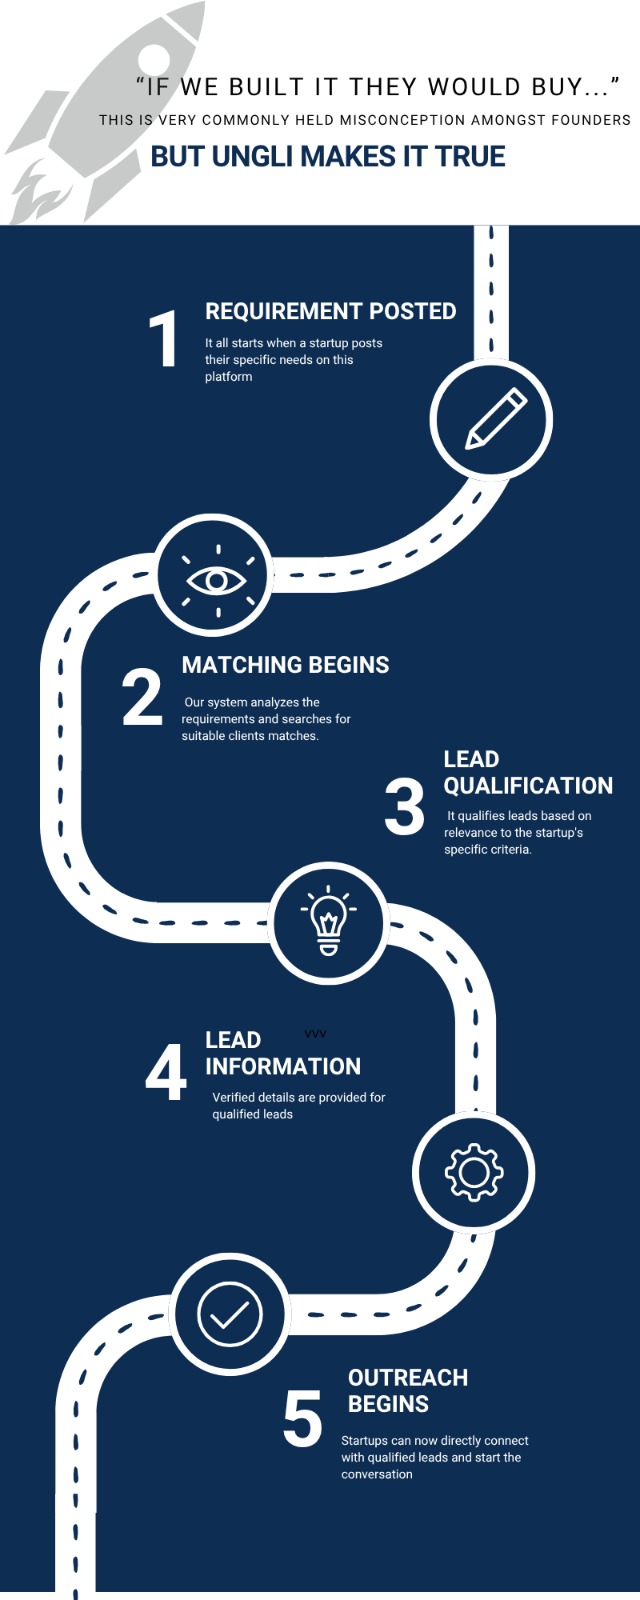 “IF WE BUILT IT THEY WOULD BUY...”
THIS IS VERY COMMONLY HELD MISCONCEPTION AMONGST FOUNDERS
BUT UNGLI MAKES IT TRUE
1
REQUIREMENT POSTED
It all starts when a startup posts
their specific needs on this
platform
2
MATCHING BEGINS
Our system analyzes the
requirements and searches for
suitable clients matches.
3
LEAD
QUALIFICATION
It qualifies leads based on
relevance to the startup's
specific criteria.
4
LEAD
INFORMATION
vvv
Verified details are provided for
qualified leads
5
OUTREACH
BEGINS
Startups can now directly connect
with qualified leads and start the
conversation